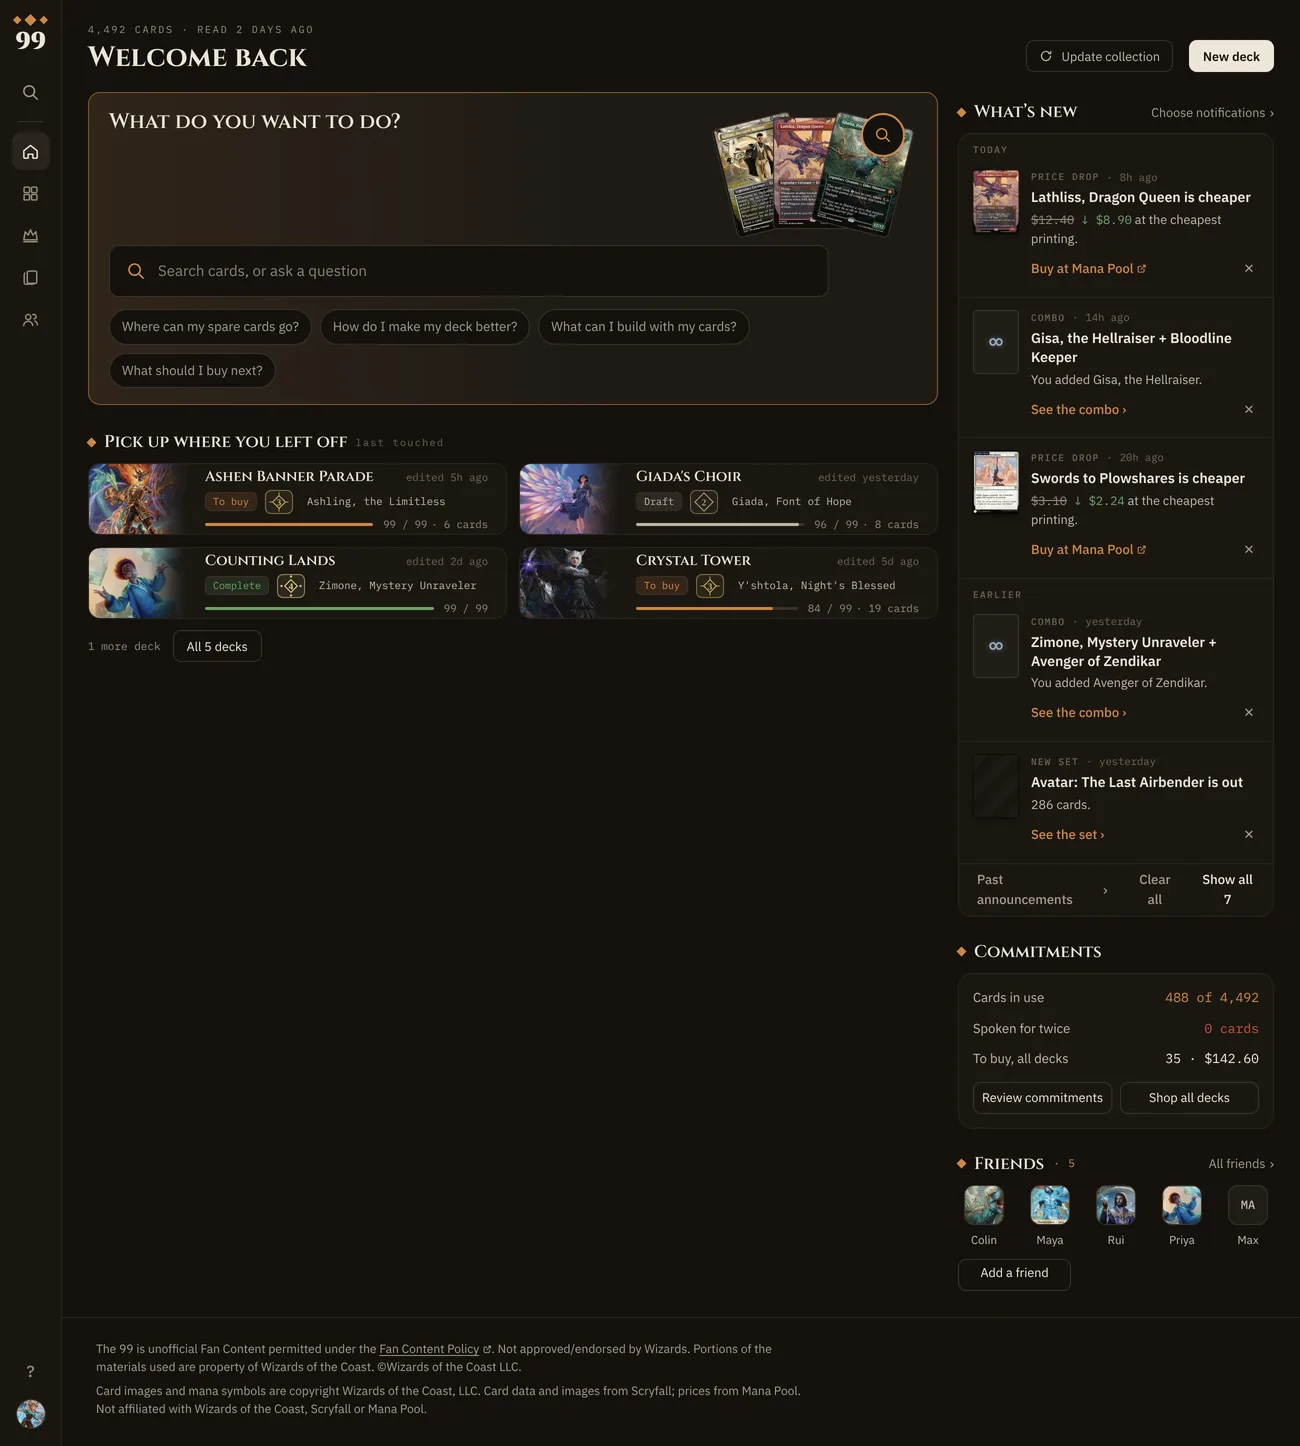 99
4,492 CARDS · READ 2 DAYS AGO
WELCOME BACK
Update collection
New deck
WHAT DO YOU WANT TO DO?
Search cards, or ask a question
Where can my spare cards go?
How do I make my deck better?
What can I build with my cards?
What should I buy next?
PICK UP WHERE YOU LEFT OFF last touched
ASHEN BANNER PARADE
edited 5h ago
To buy
Ashling, the Limitless
99 / 99 · 6 cards
GIADA'S CHOIR
edited yesterday
Draft
2
Giada, Font of Hope
96 / 99 · 8 cards
COUNTING LANDS
edited 2d ago
Complete
4
Zimone, Mystery Unraveler
99 / 99
CRYSTAL TOWER
edited 5d ago
To buy
3
Y'shtola, Night's Blessed
84 / 99 · 19 cards
1 more deck
All 5 decks
WHAT'S NEW
Choose notifications ›
TODAY
PRICE DROP · 8h ago
Lathliss, Dragon Queen is cheaper
$12.40 ↓ $8.90 at the cheapest
printing.
Buy at Mana Pool
×
COMBO · 14h ago
∞
Gisa, the Hellraiser + Bloodline
Keeper
You added Gisa, the Hellraiser.
See the combo ›
×
PRICE DROP · 20h ago
Swords to Plowshares is cheaper
$3.10 ↓ $2.24 at the cheapest
printing.
Buy at Mana Pool
×
EARLIER
COMBO · yesterday
∞
Zimone, Mystery Unraveler +
Avenger of Zendikar
You added Avenger of Zendikar.
See the combo ›
×
NEW SET · yesterday
Avatar: The Last Airbender is out
286 cards.
See the set ›
×
Past
announcements ›
Clear
all
Show all
7
COMMITMENTS
Cards in use
488 of 4,492
Spoken for twice
0 cards
To buy, all decks
35 · $142.60
Review commitments
Shop all decks
FRIENDS · 5
All friends ›
MA
Colin
Maya
Rui
Priya
Max
Add a friend
?
The 99 is unofficial Fan Content permitted under the Fan Content Policy. Not approved/endorsed by Wizards. Portions of the
materials used are property of Wizards of the Coast. ©Wizards of the Coast LLC.
Card images and mana symbols are copyright Wizards of the Coast, LLC. Card data and images from Scryfall; prices from Mana Pool.
Not affiliated with Wizards of the Coast, Scryfall or Mana Pool.